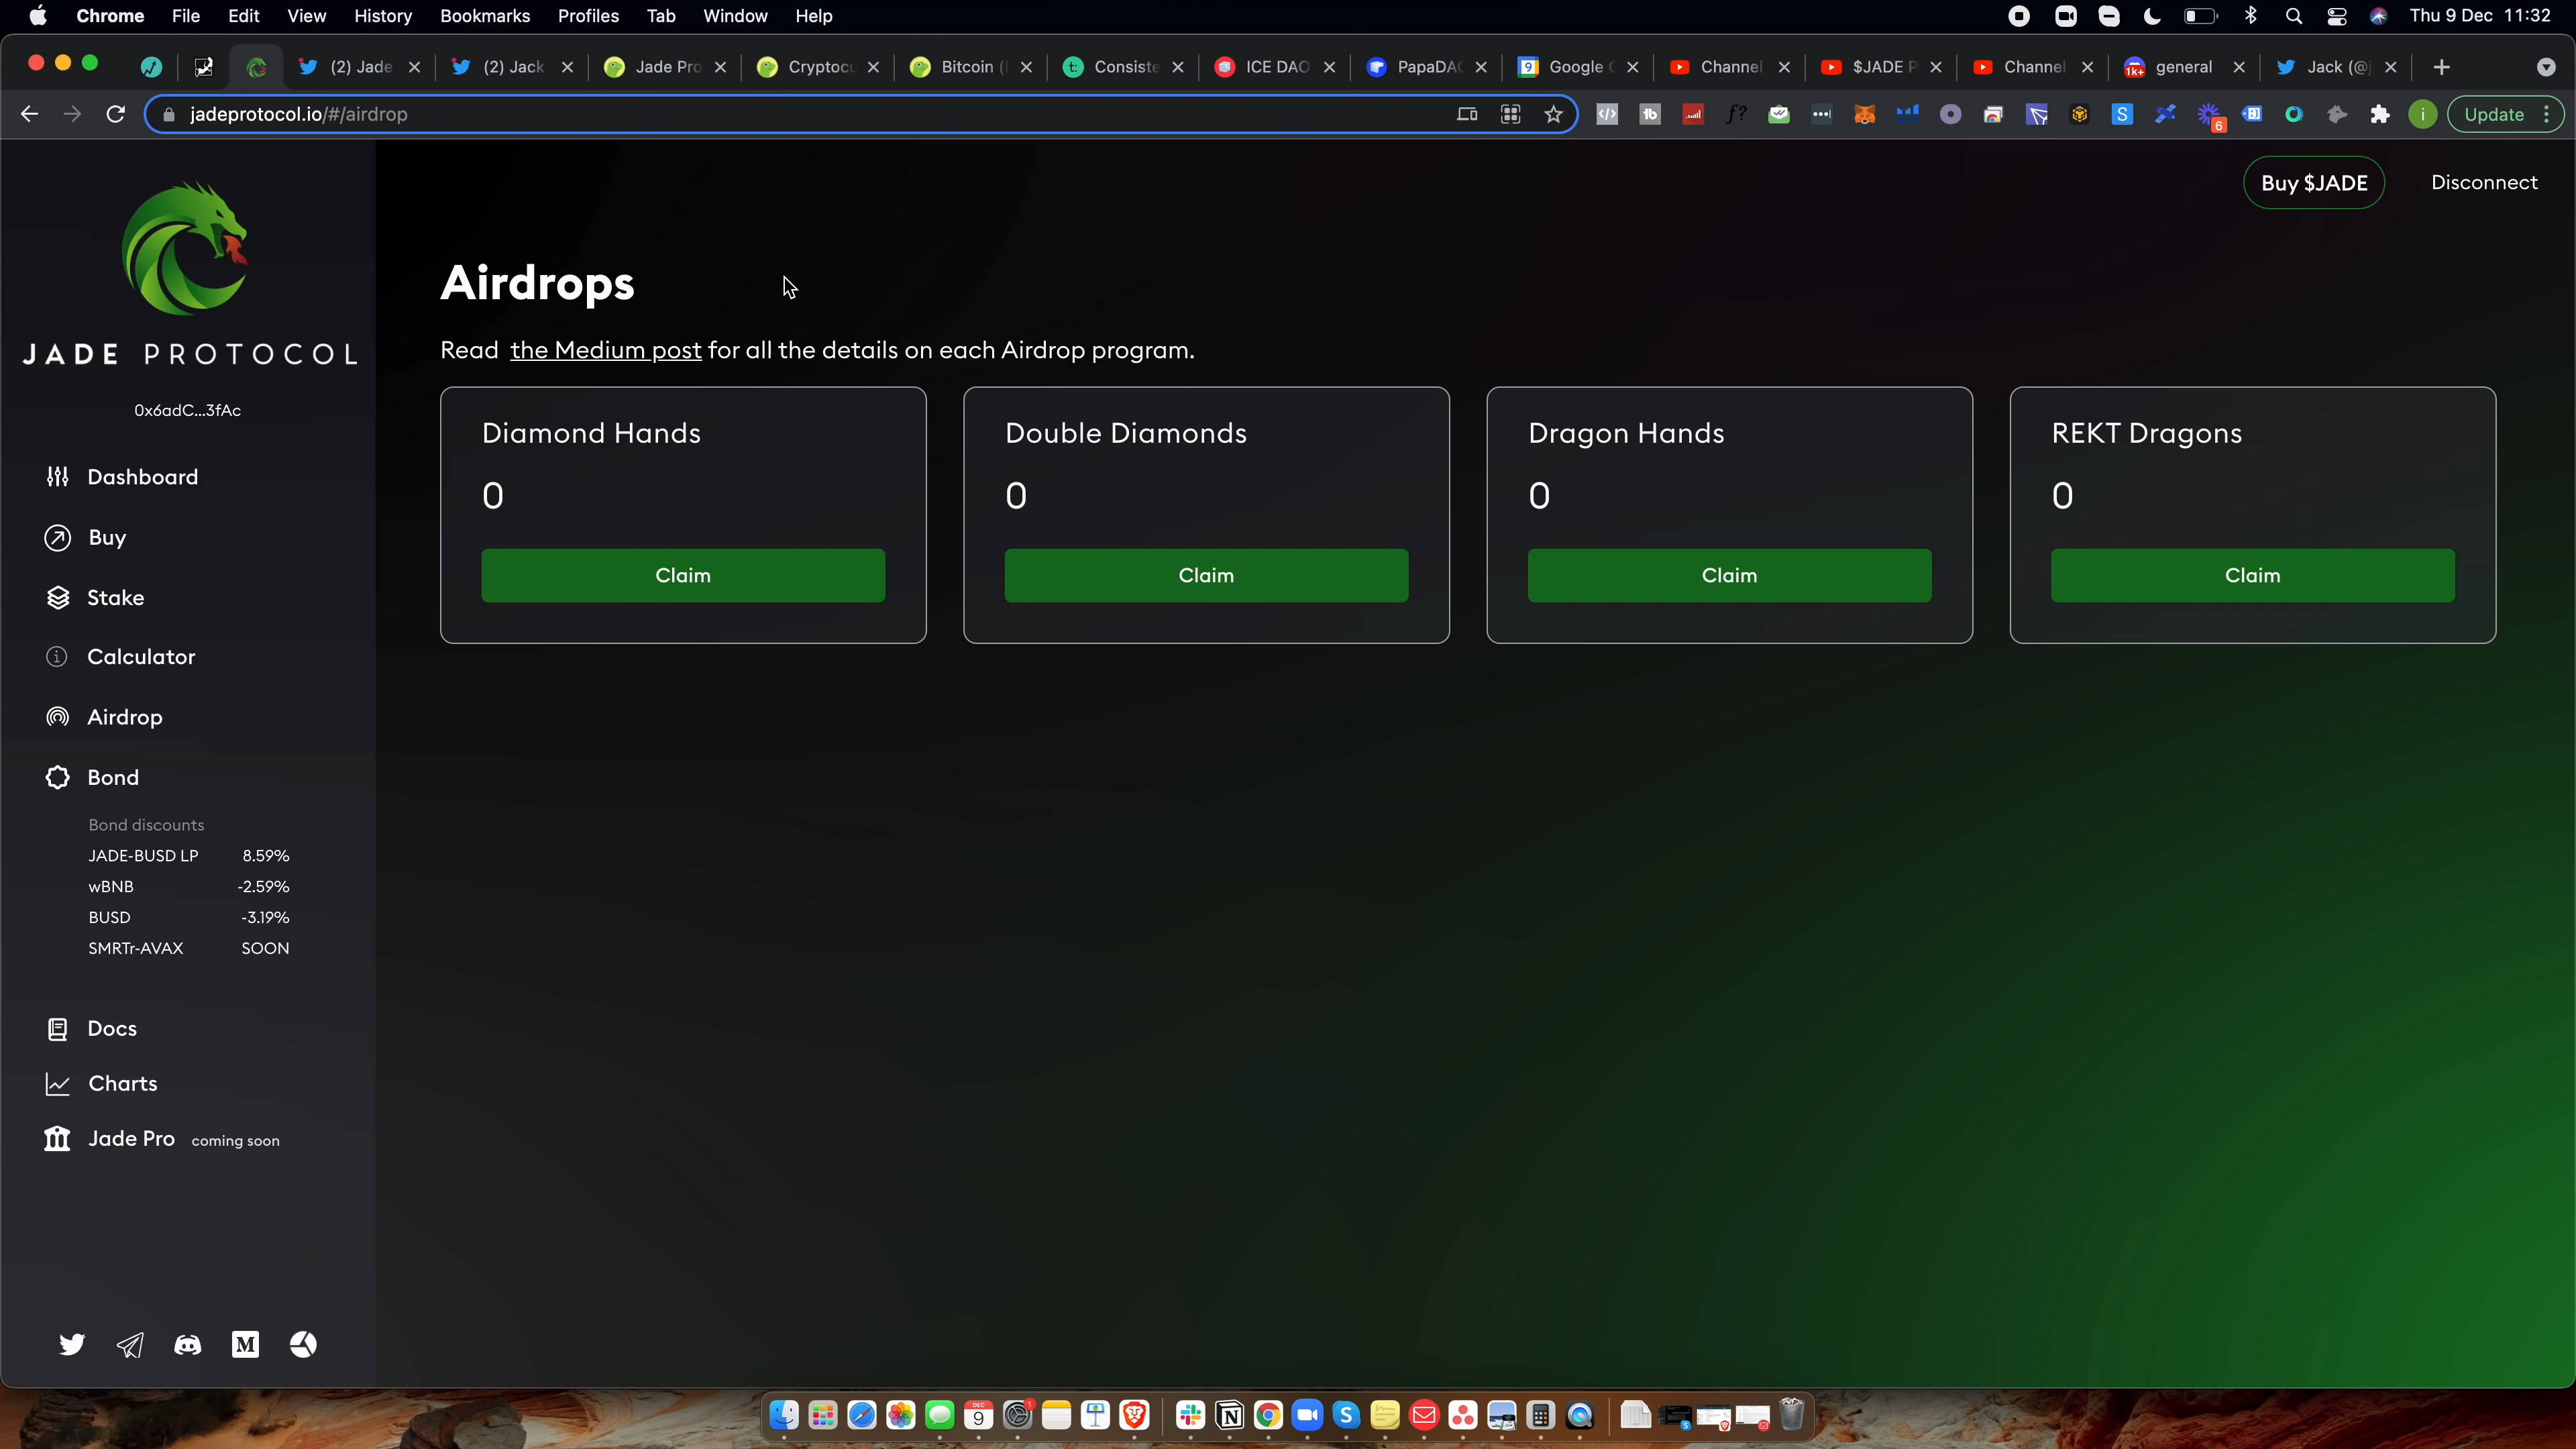 Chrome File Edit View History Bookmarks Profiles Tab Window Help Thu 9 Dec 11:32
(2) Jade (2) Jack Jade Pro Cryptocu Bitcoin ( Consiste ICE DAO PapaDA Google C Channel $JADE P Channel 1k+ general Jack (@j
jadeprotocol.io/#/airdrop 6 i Update
Buy $JADE Disconnect
JADE PROTOCOL
0x6adC...3fAc
Dashboard
Buy
Stake
Calculator
Airdrop
Bond
Bond discounts
JADE-BUSD LP 8.59%
wBNB -2.59%
BUSD -3.19%
SMRTr-AVAX SOON
Docs
Charts
Jade Pro coming soon
Airdrops
Read the Medium post for all the details on each Airdrop program.
Diamond Hands
0
Claim
Double Diamonds
0
Claim
Dragon Hands
0
Claim
REKT Dragons
0
Claim